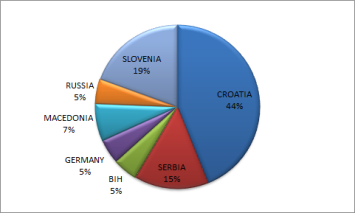 SLOVENIA
19%
CROATIA
44%
RUSSIA
5%
MACEDONIA
7%
GERMANY
5%
BIH
5%
SERBIA
15%